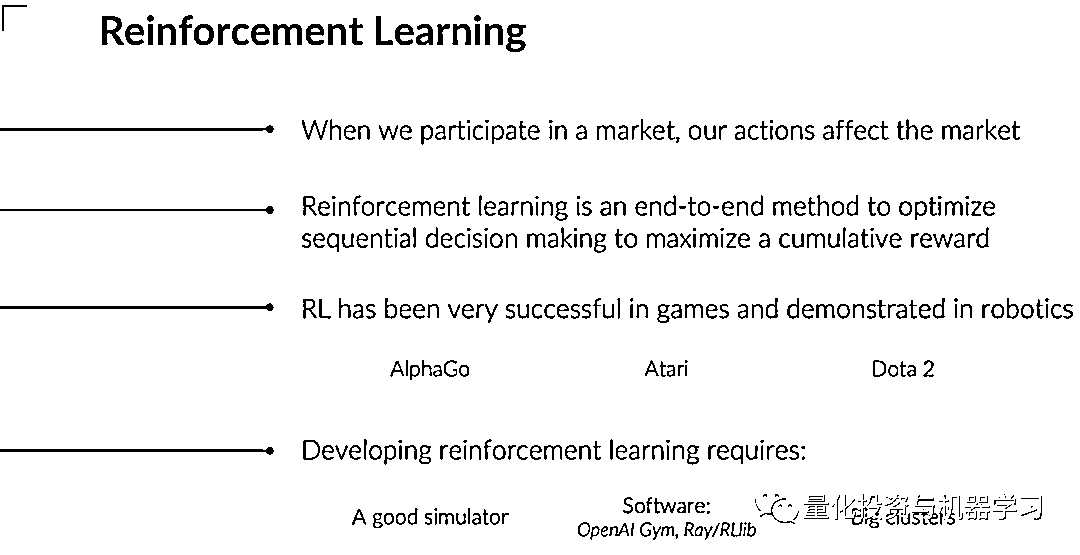 Reinforcement Learning
When we participate in a market, our actions affect the market
Reinforcement learning is an end-to-end method to optimize
sequential decision making to maximize a cumulative reward
RL has been very successful in games and demonstrated in robotics
AlphaGo Atari Dota 2
Developing reinforcement learning requires:
A good simulator
Software:
OpenAI Gym, Ray/RLlib
Big clusters
量化投资与机器学习